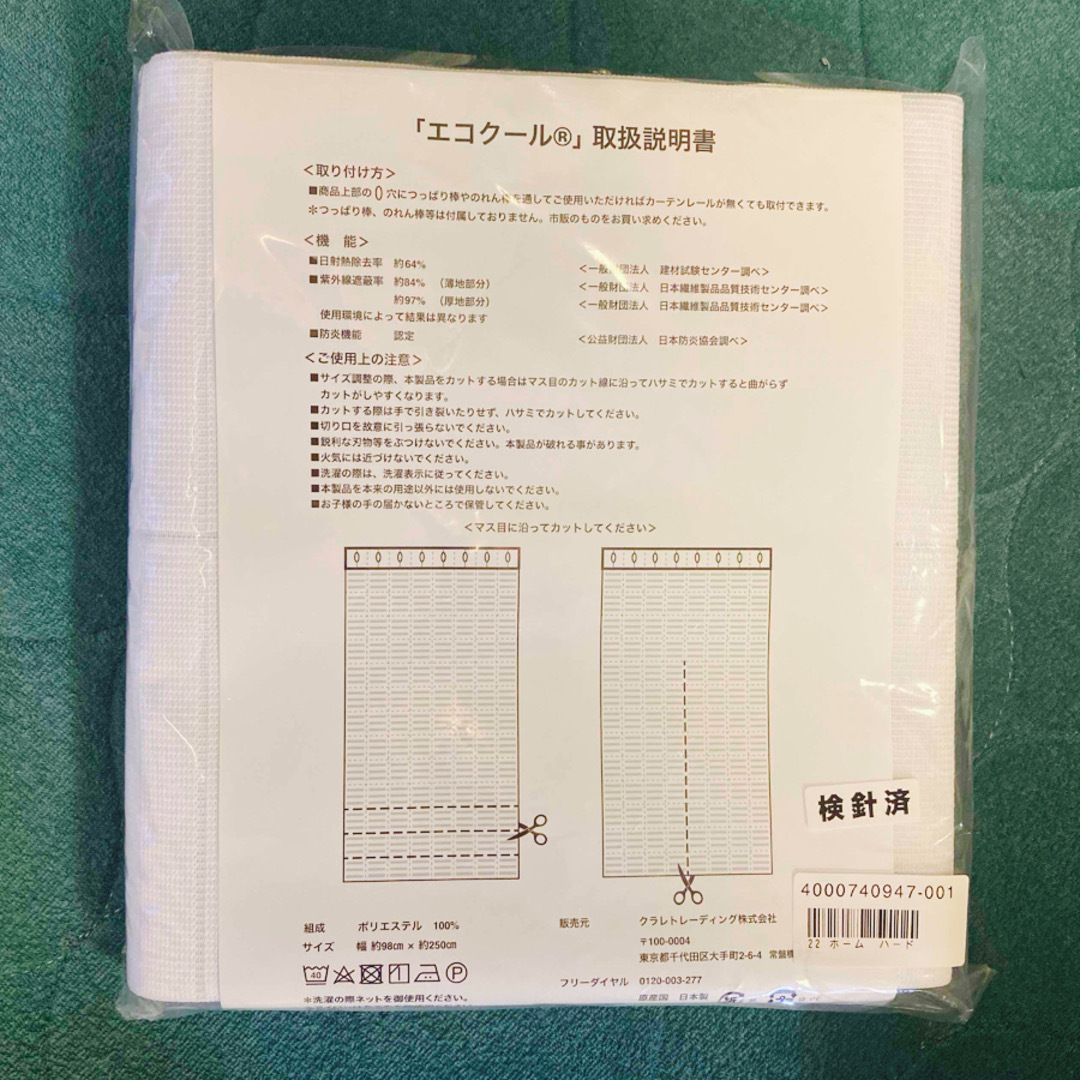 「エコクール®」取扱説明書
＜取り付け方＞
■商品上部の0穴につっぱり棒やのれん棒を通してご使用いただければカーテンレールが無くても取付できます。
＊つっぱり棒、のれん棒等は付属しておりません。市販のものをお買い求めください。
＜機　能＞
■日射熱除去率　約64%　＜一般財団法人　建材試験センター調べ＞
■紫外線遮蔽率　約84%　（薄地部分）　＜一般財団法人　日本繊維製品品質技術センター調べ＞
約97%　（厚地部分）　＜一般財団法人　日本繊維製品品質技術センター調べ＞
使用環境によって結果は異なります
■防炎機能　認定　＜公益財団法人　日本防炎協会調べ＞
＜ご使用上の注意＞
■サイズ調整の際、本製品をカットする場合はマス目のカット線に沿ってハサミでカットすると曲がらず
カットがしやすくなります。
■カットする際は手で引き裂いたりせず、ハサミでカットしてください。
■切り口を故意に引っ張らないでください。
■鋭利な刃物等をぶつけないでください。本製品が破れる事があります。
■火気には近づけないでください。
■洗濯の際は、洗濯表示に従ってください。
■本製品を本来の用途以外には使用しないでください。
■お子様の手の届かないところで保管してください。
＜マス目に沿ってカットしてください＞
検針済
4000740947-001
22 ホーム　ハード
組成　ポリエステル　100%
サイズ　幅 約98cm × 約250cm
40
P
＊洗濯の際ネットを御使用ください。
販売元　クラレトレーディング株式会社
〒100-0004
東京都千代田区大手町2-6-4　常盤橋
フリーダイヤル　0120-003-277
原産国　日本製